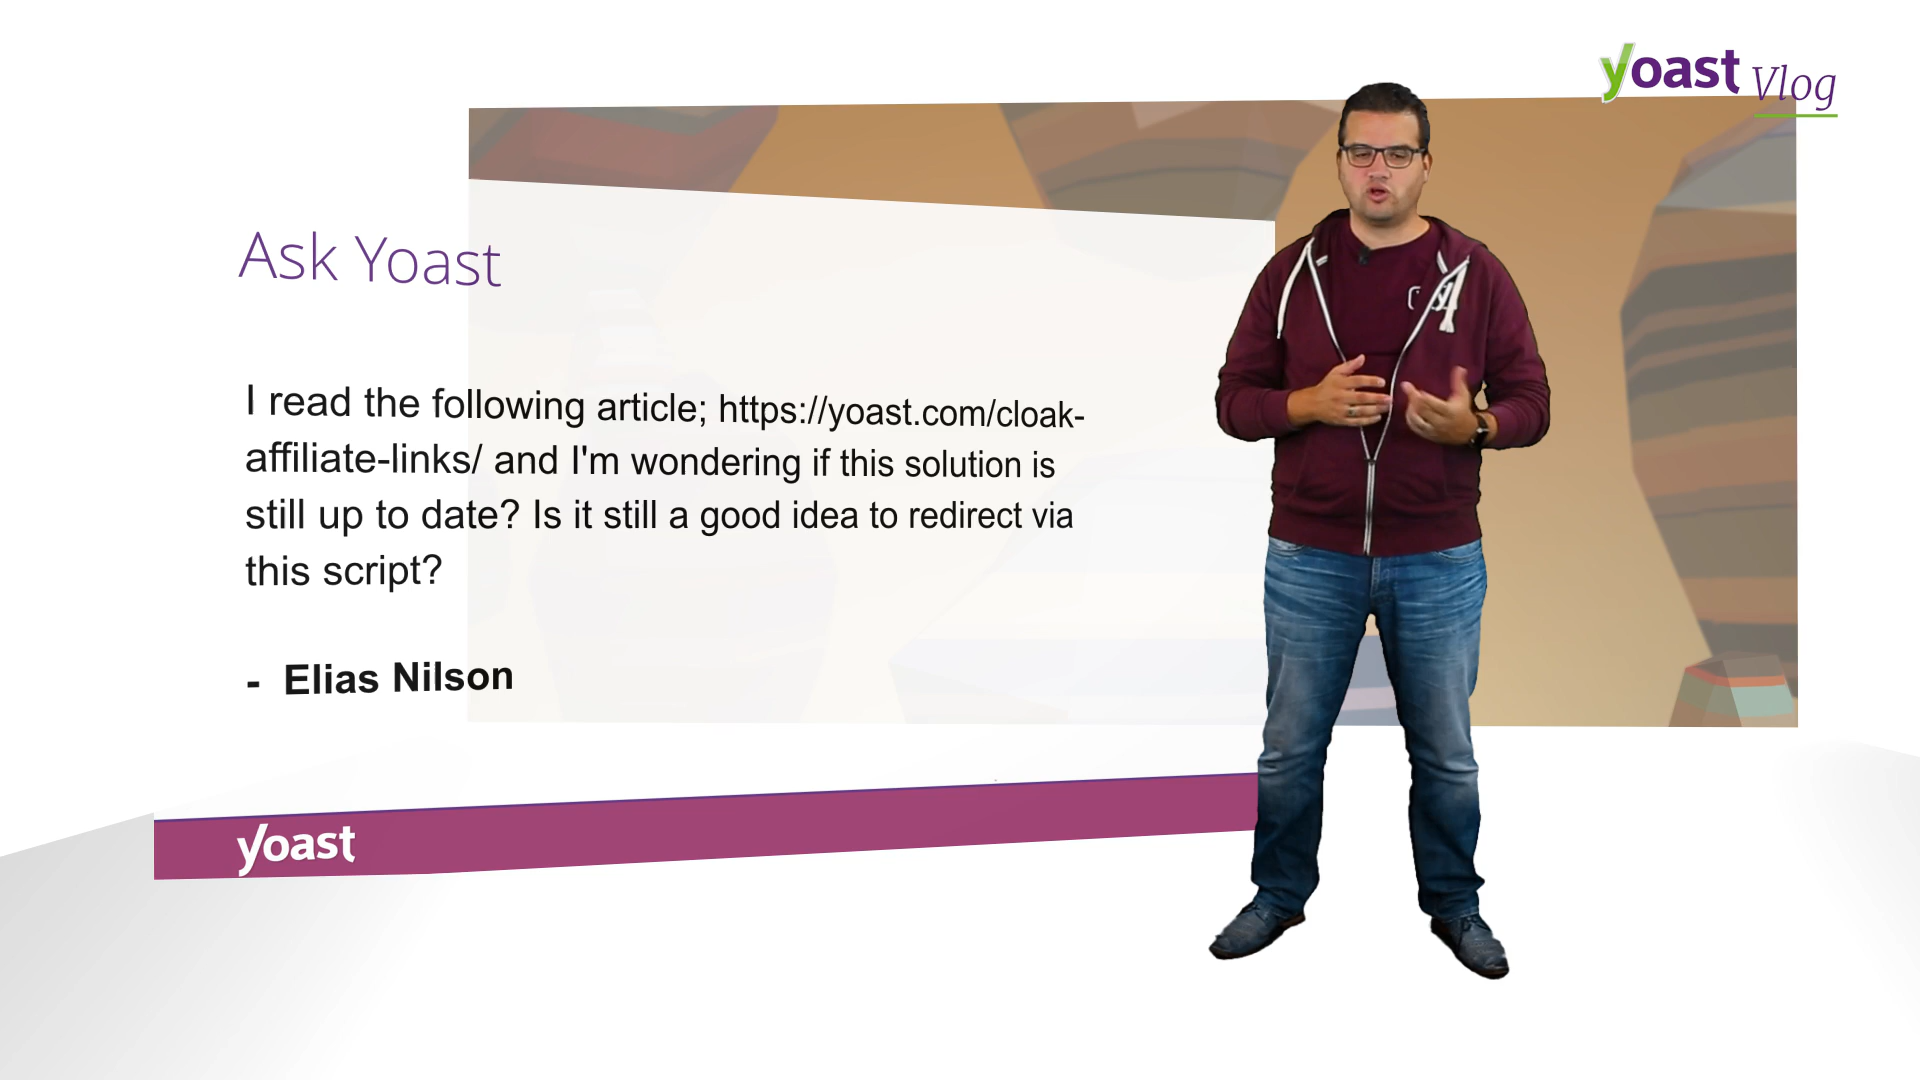 yoast Vlog
Ask Yoast
I read the following article; https://yoast.com/cloak-
affiliate-links/ and I'm wondering if this solution is
still up to date? Is it still a good idea to redirect via
this script?
- Elias Nilson
yoast